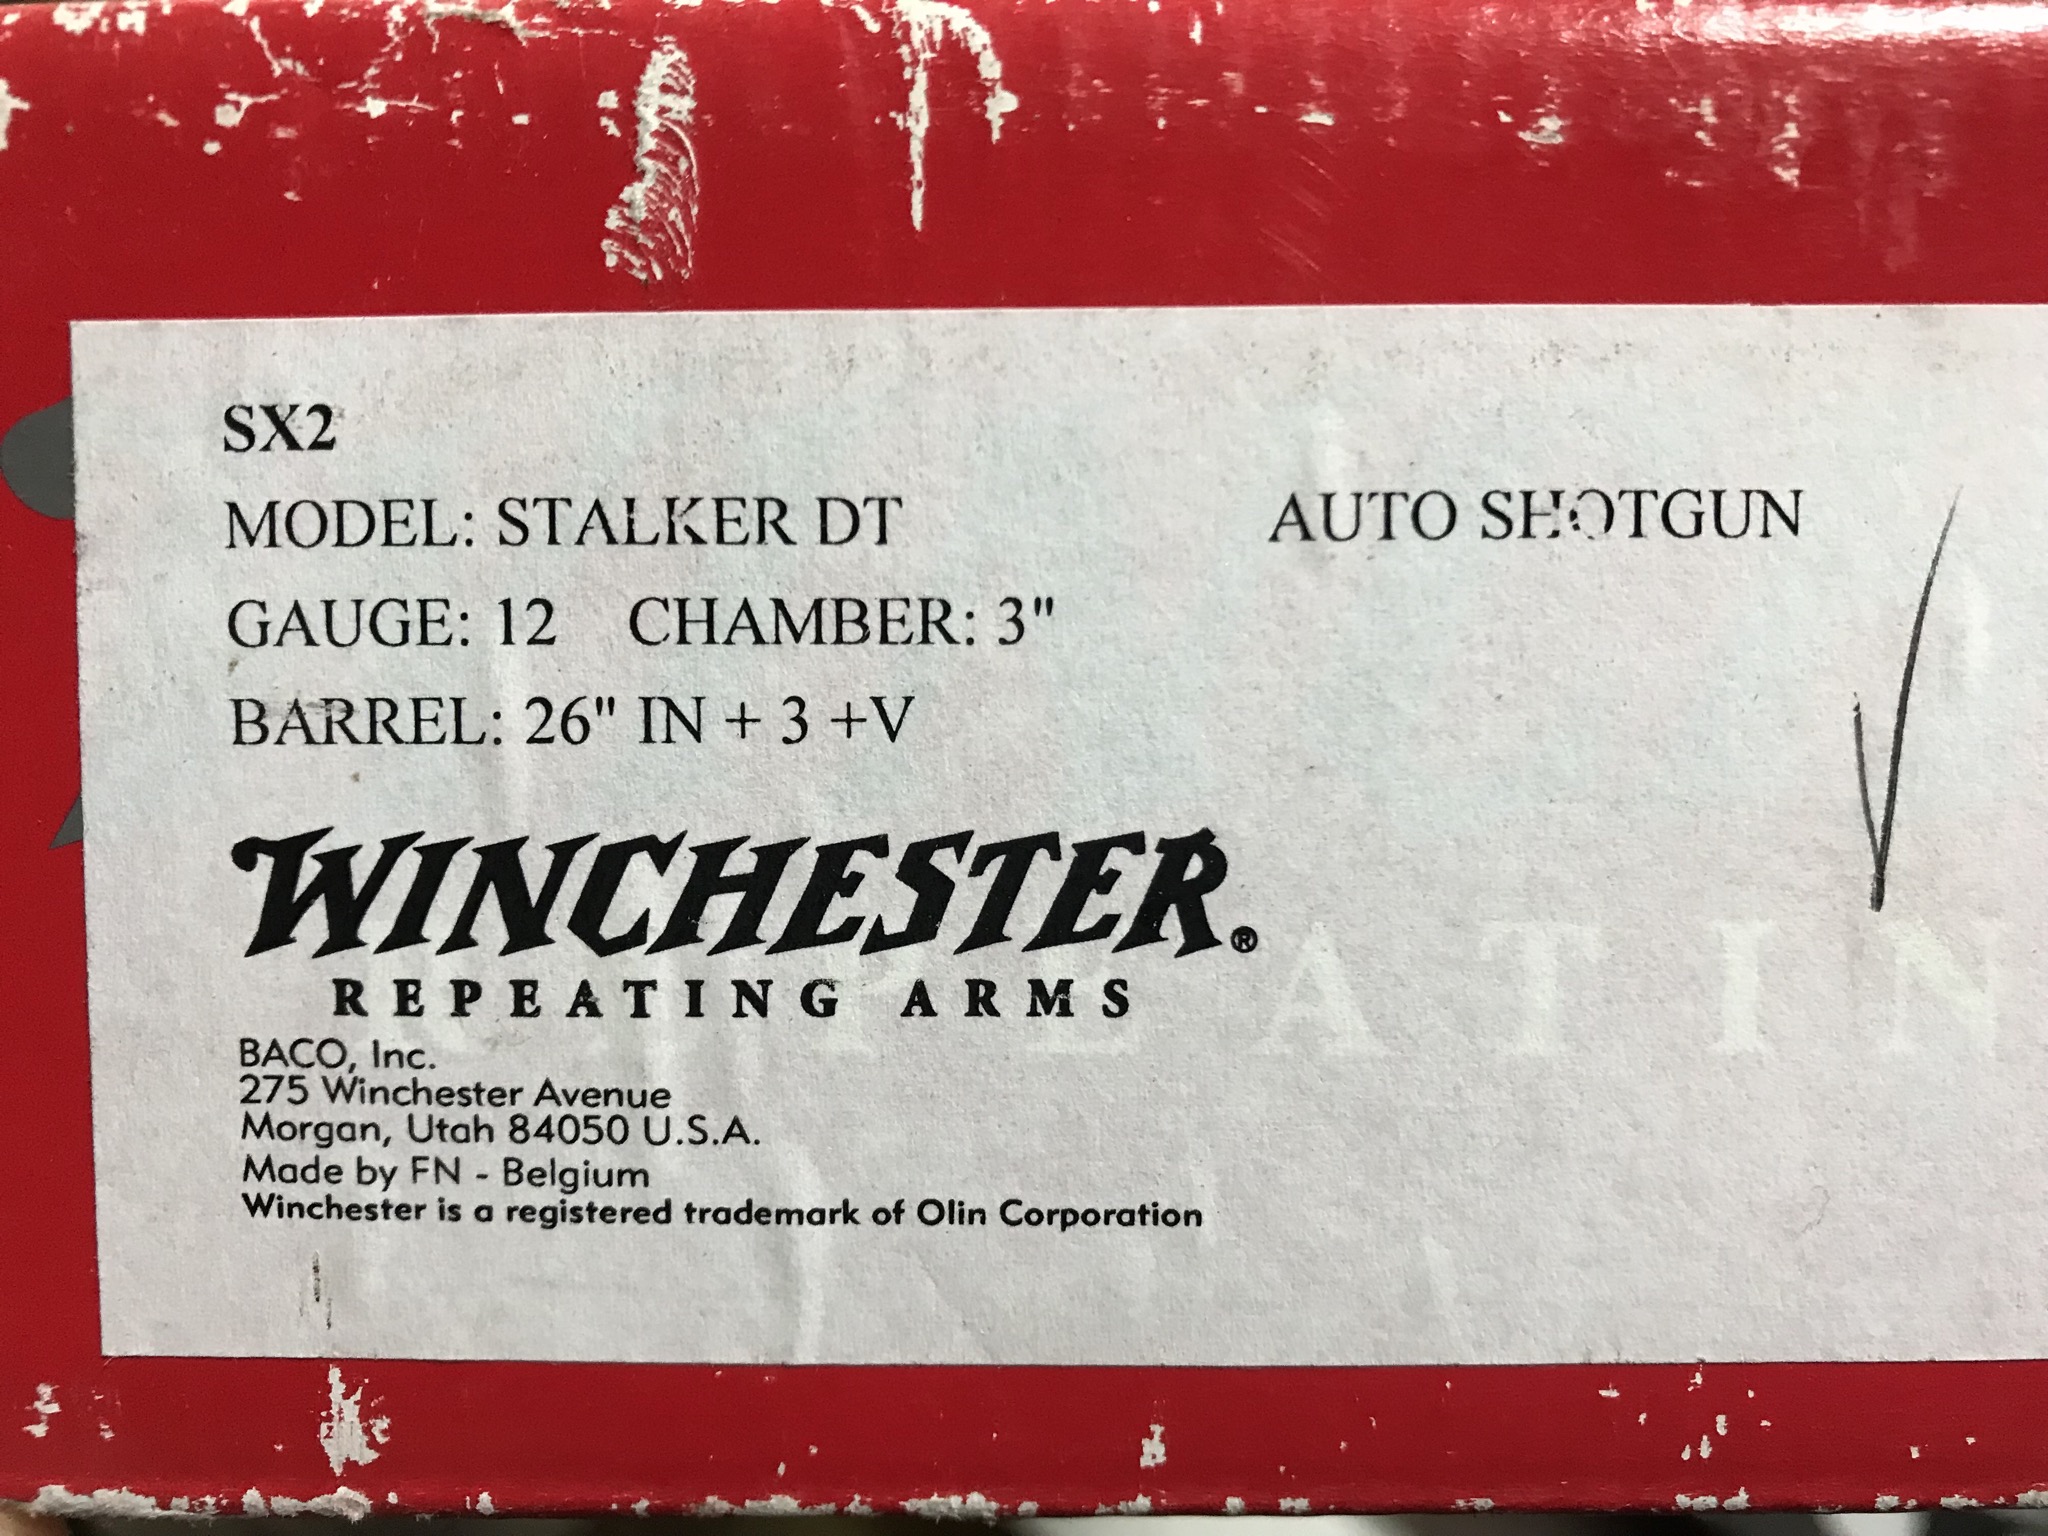 SX2
MODEL: STALKER DT AUTO SHOTGUN
GAUGE: 12 CHAMBER: 3"
BARREL: 26" IN + 3 +V
WINCHESTER®
REPEATING ARMS
BACO, Inc.
275 Winchester Avenue
Morgan, Utah 84050 U.S.A.
Made by FN - Belgium
Winchester is a registered trademark of Olin Corporation